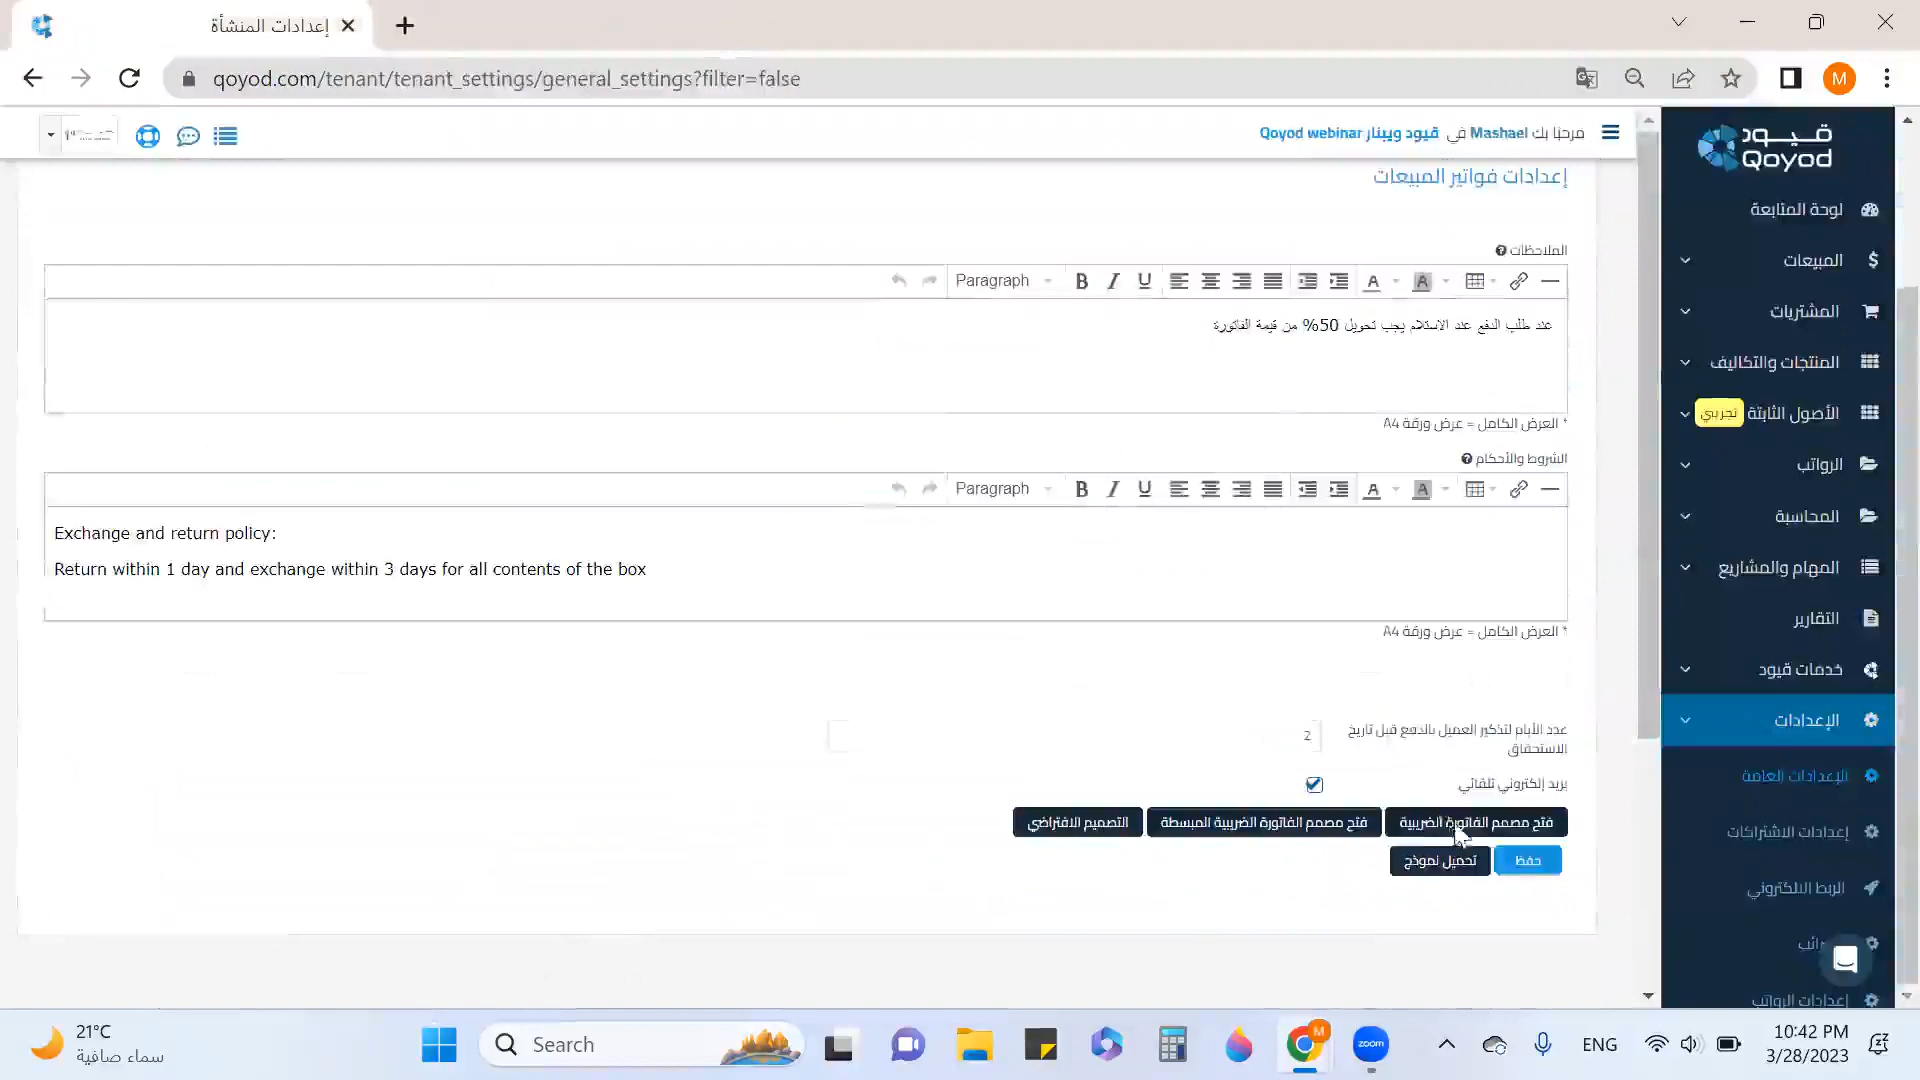 إعدادات المنشأة
qoyod.com/tenant/tenant_settings/general_settings?filter=false
M
مرحبًا بك Mashael في قيود ويبنار Qoyod webinar
إعدادات فواتير المبيعات
الملاحظات
Paragraph B I U A A
عند طلب الدفع عند الاستلام يجب تحويل 50% من قيمة الفاتورة
* العرض الكامل = عرض ورقة A4
الشروط والأحكام
Paragraph B I U A A
Exchange and return policy:
Return within 1 day and exchange within 3 days for all contents of the box
* العرض الكامل = عرض ورقة A4
عدد الأيام لتذكير العميل بالدفع قبل تاريخ
الاستحقاق
2
بريد إلكتروني تلقائي
فتح مصمم الفاتورة الضريبية
فتح مصمم الفاتورة الضريبية المبسطة
التصميم الافتراضي
حفظ
تحميل نموذج
قيود
Qoyod
لوحة المتابعة
المبيعات
المشتريات
المنتجات والتكاليف
الأصول الثابتة تجريبي
الرواتب
المحاسبة
المهام والمشاريع
التقارير
خدمات قيود
الإعدادات
الإعدادات العامة
إعدادات الاشتراكات
الربط الالكتروني
إعدادات الرواتب
21°C
سماء صافية
Search
M
zoom
ENG
10:42 PM
3/28/2023